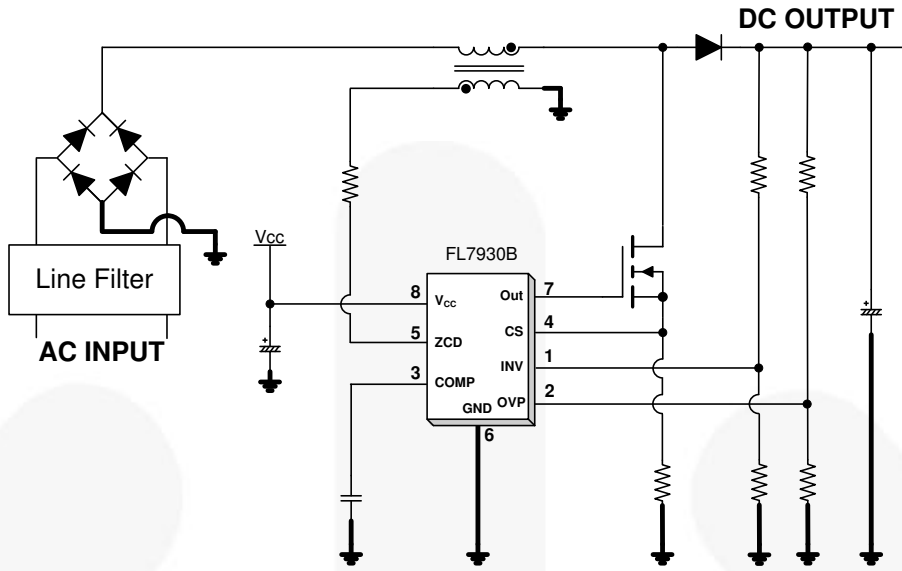 DC OUTPUT
Vcc
FL7930B
Line Filter
8
VCC
Out
7
CS
4
AC INPUT
5
ZCD
INV
1
3
COMP
OVP
2
GND
6